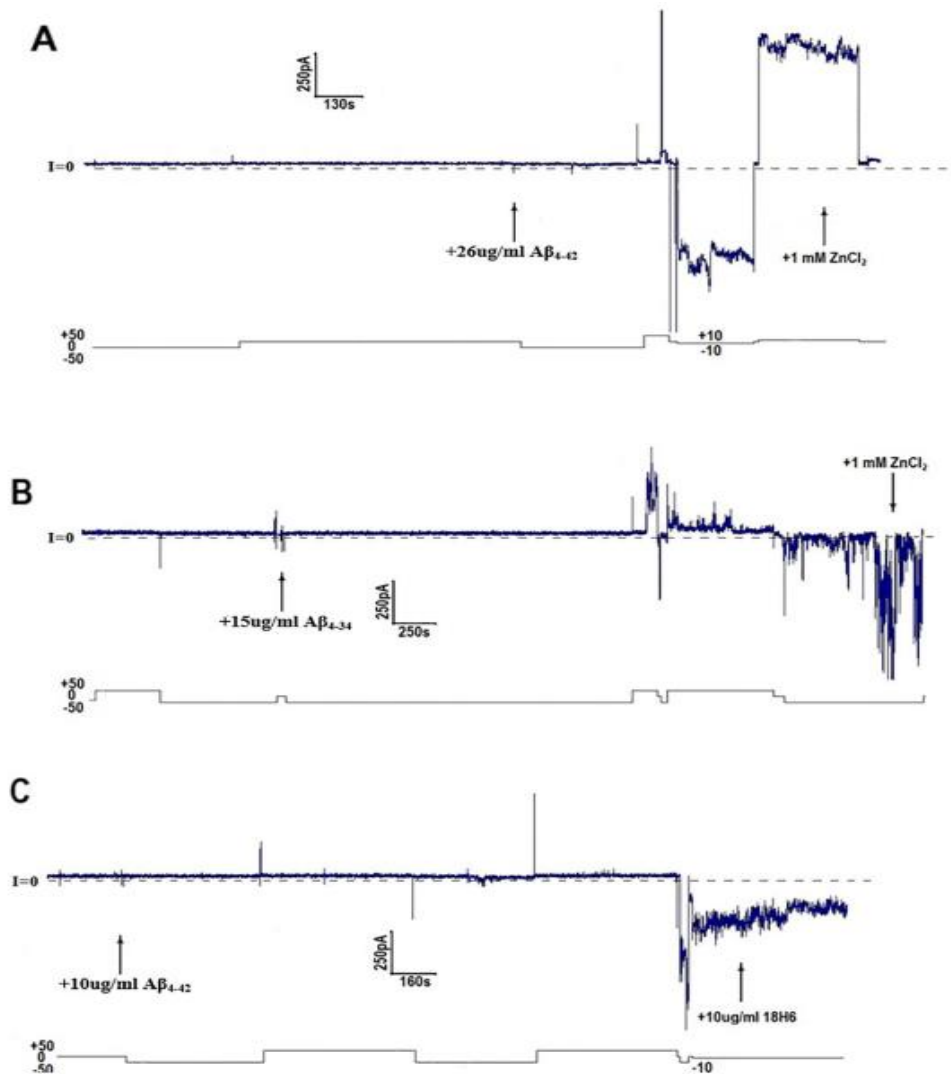 A
250pA
130s
I=0
+26ug/ml Aβ4-42
+1 mM ZnCl2
+50
0
-50
+10
-10
B
+1 mM ZnCl2
I=0
+15ug/ml Aβ4-34
250pA
250s
+50
0
-50
C
I=0
+10ug/ml Aβ4-42
250pA
160s
+10ug/ml 18H6
+50
0
-50
-10